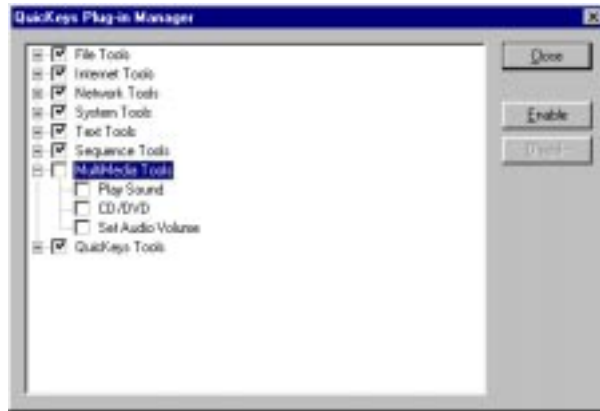 QuicKeys Plug-in Manager
File Tools
Internet Tools
Network Tools
System Tools
Text Tools
Sequence Tools
MultiMedia Tools
Play Sound
CD/DVD
Set Audio Volume
QuicKeys Tools
Close
Enable